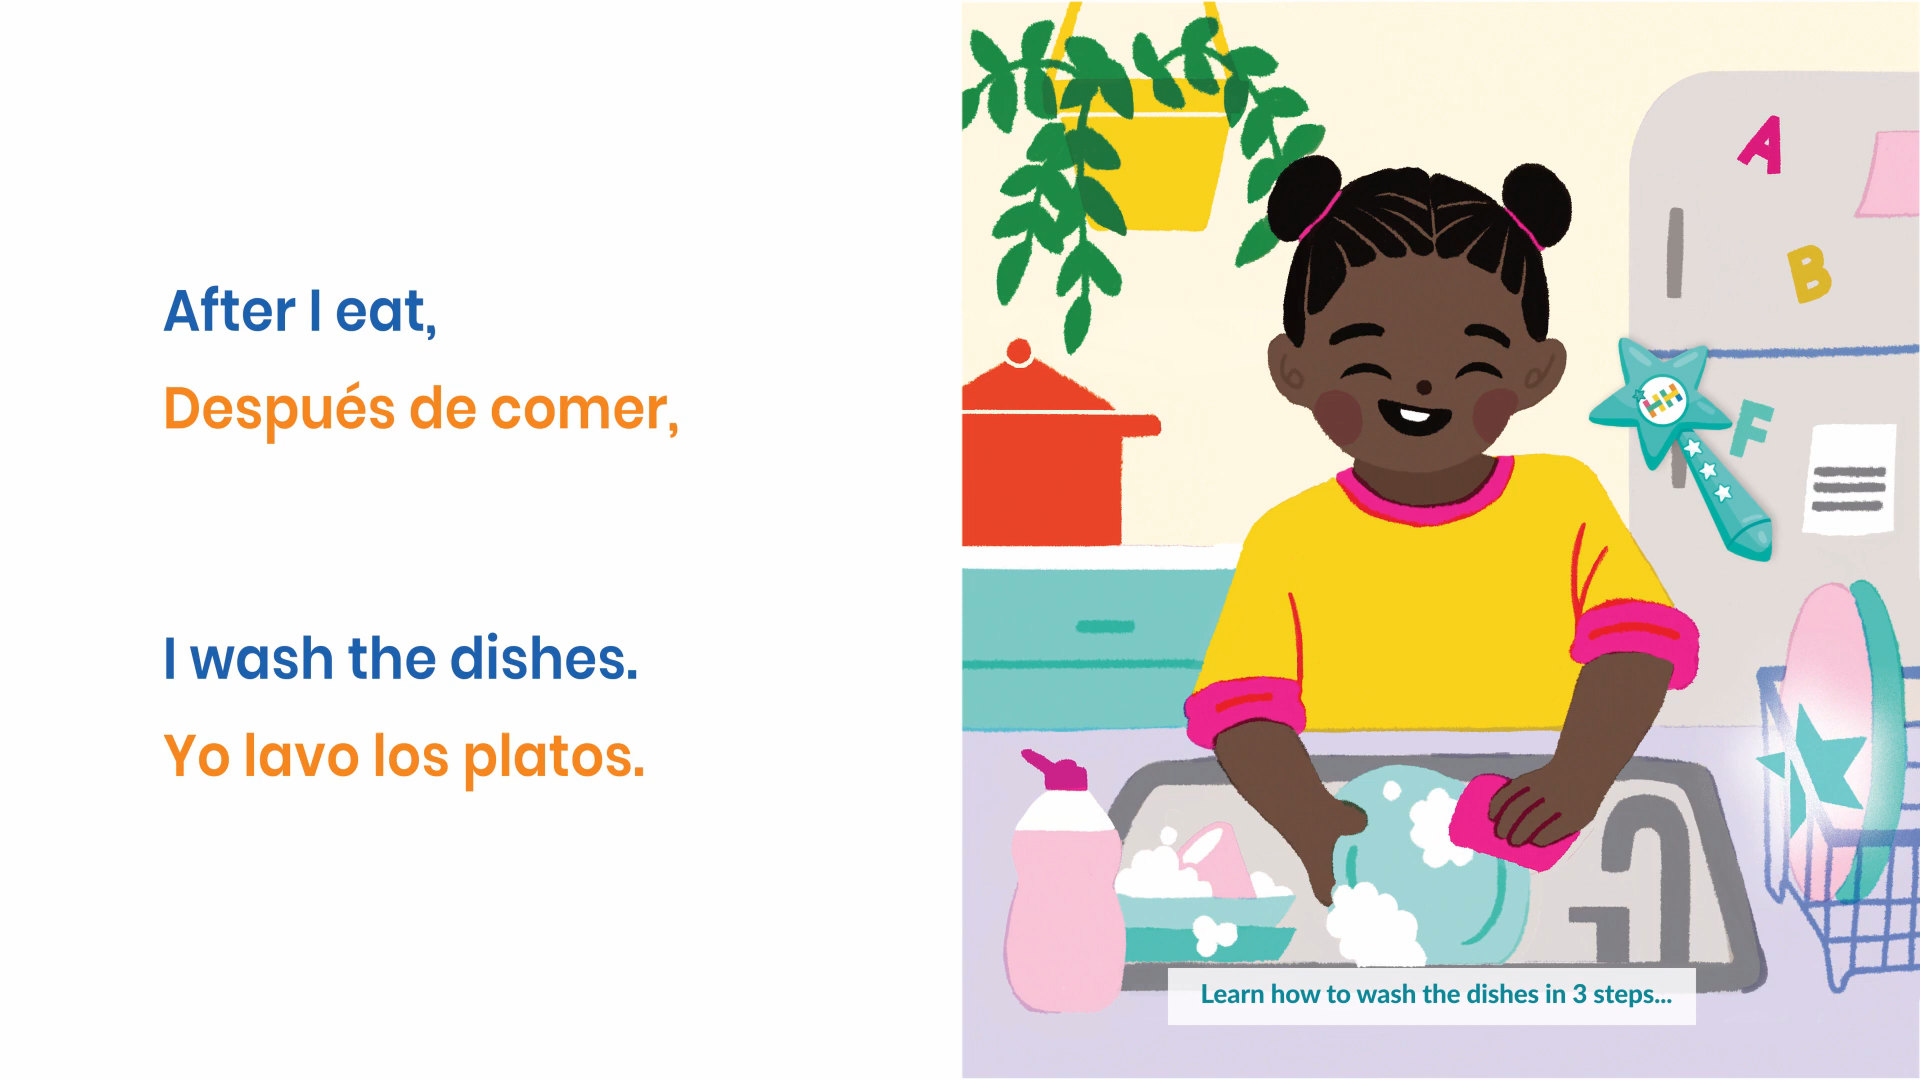 After I eat,
Después de comer,
I wash the dishes.
Yo lavo los platos.
A
B
F
HH
Learn how to wash the dishes in 3 steps...